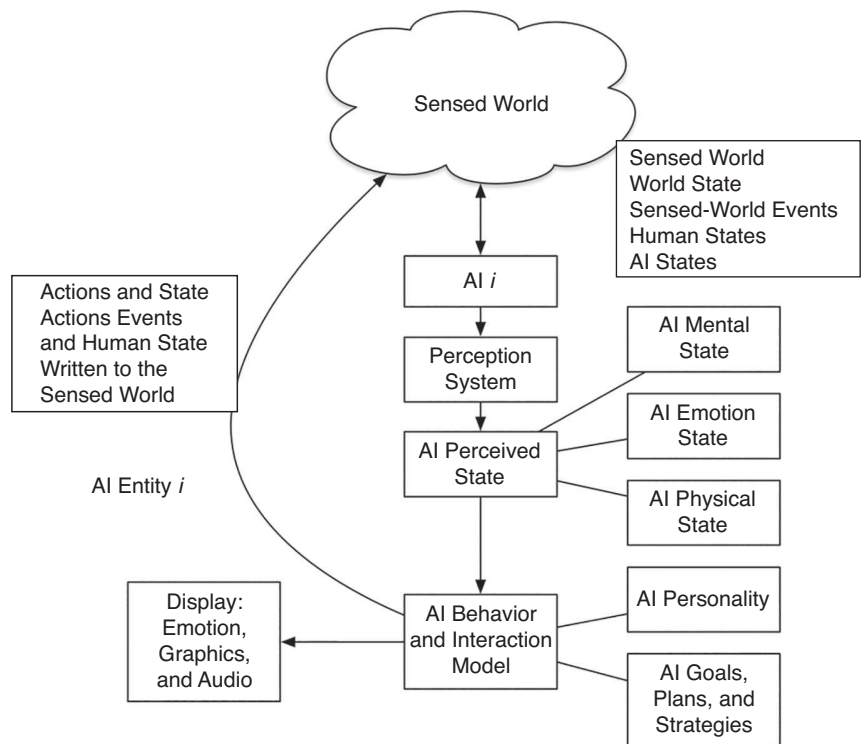 Sensed World
Sensed World
World State
Sensed-World Events
Human States
AI States
AI i
Actions and State
Actions Events
and Human State
Written to the
Sensed World
Perception
System
AI Mental
State
AI Perceived
State
AI Emotion
State
AI Entity i
AI Physical
State
Display:
Emotion,
Graphics,
and Audio
AI Behavior
and Interaction
Model
AI Personality
AI Goals,
Plans, and
Strategies